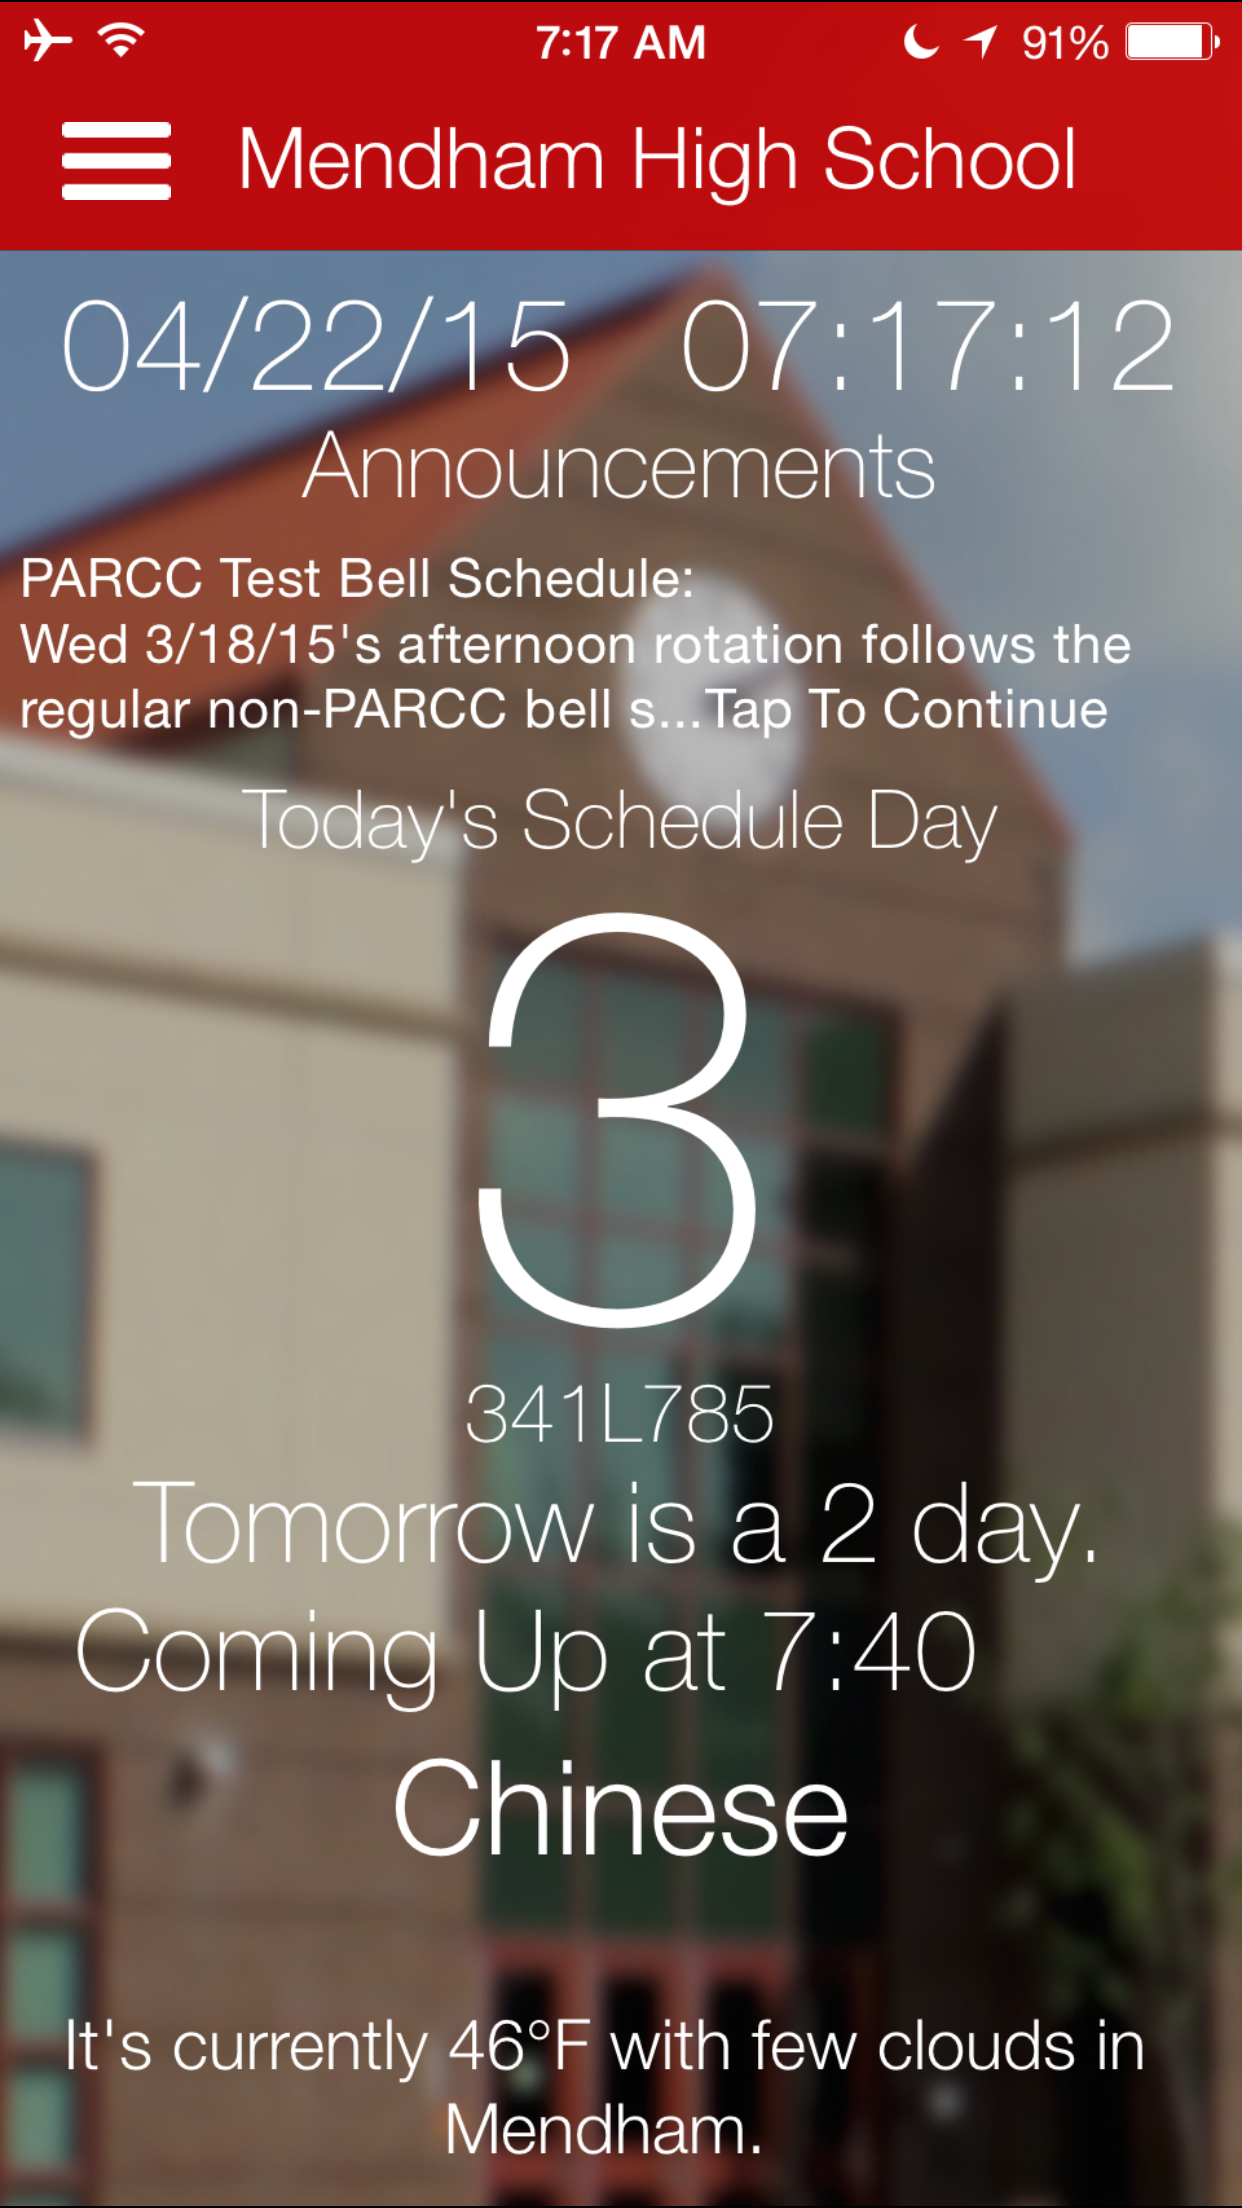 7:17 AM
91%
Mendham High School
04/22/15 07:17:12
Announcements
PARCC Test Bell Schedule:
Wed 3/18/15's afternoon rotation follows the
regular non-PARCC bell s...Tap To Continue
Today's Schedule Day
3
341L785
Tomorrow is a 2 day.
Coming Up at 7:40
Chinese
It's currently 46°F with few clouds in
Mendham.